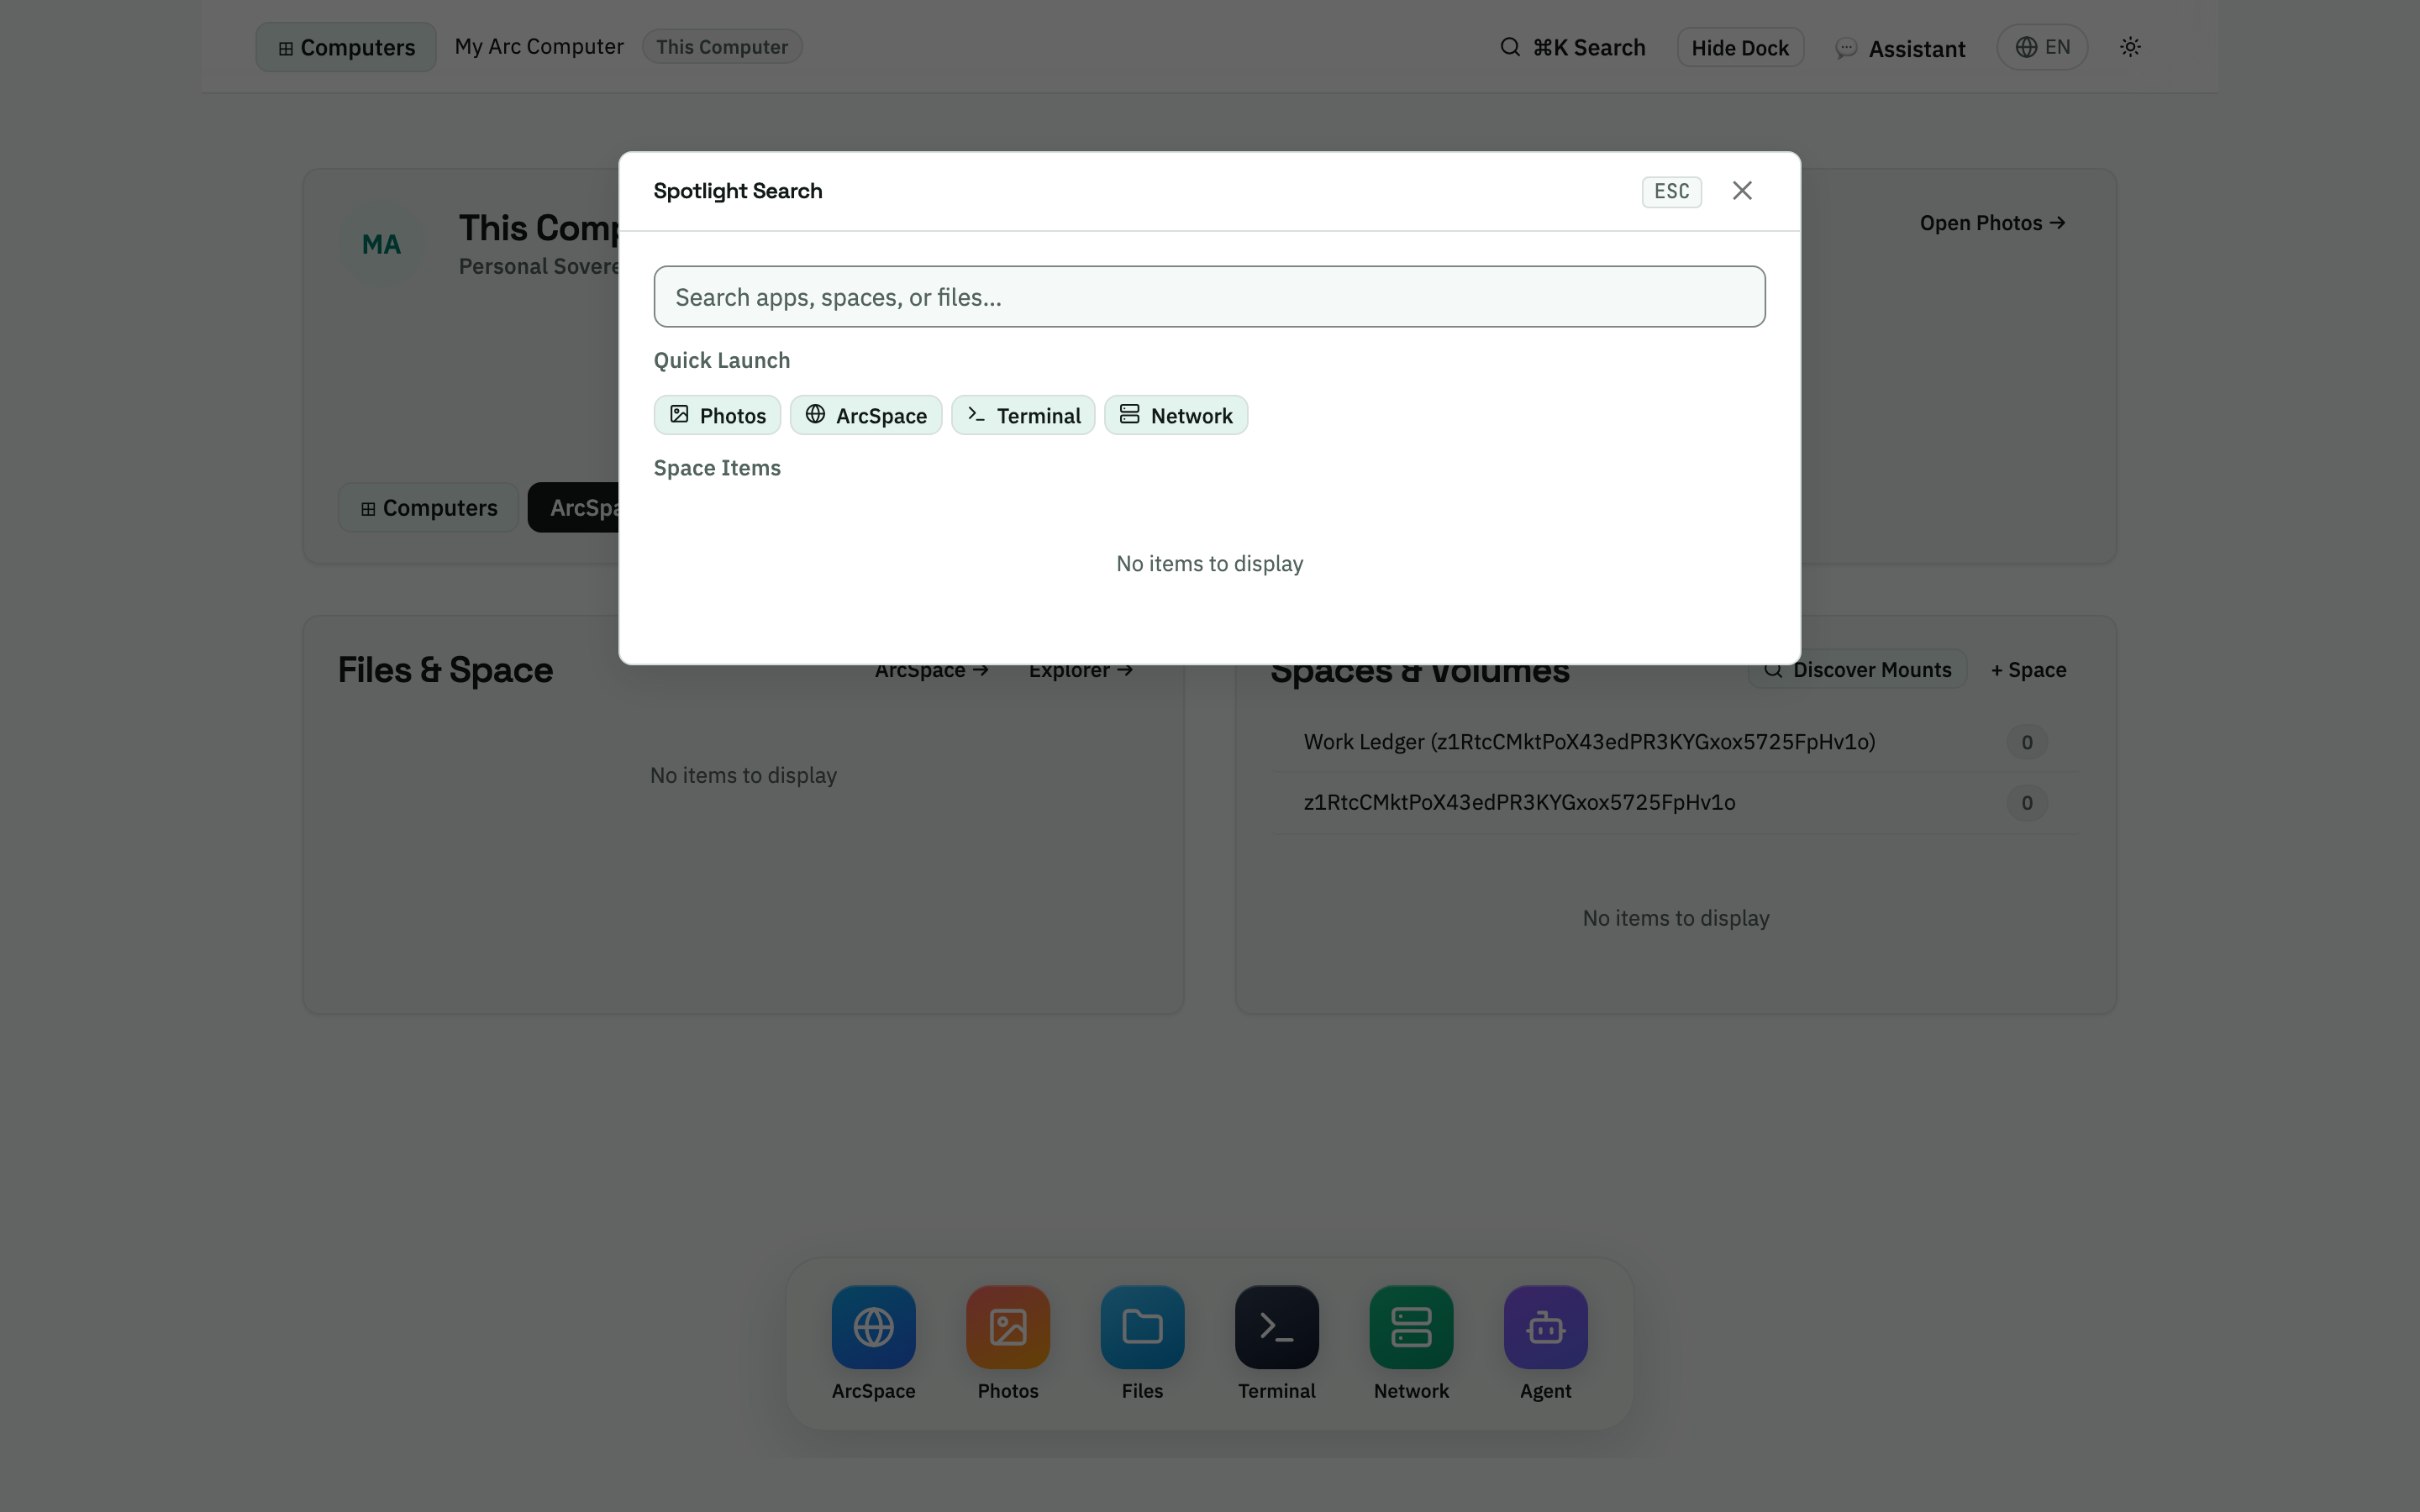 Computers My Arc Computer This Computer ⌘K Search Hide Dock Assistant EN
Spotlight Search ESC
Search apps, spaces, or files...
Quick Launch
Photos ArcSpace Terminal Network
Space Items
No items to display
MA
This Comp
Personal Sovere
Open Photos →
Computers ArcSpa
Files & Space ArcSpace → Explorer →
No items to display
Spaces & Volumes Discover Mounts + Space
Work Ledger (z1RtcCMktPoX43edPR3KYGxox5725FpHv1o) 0
z1RtcCMktPoX43edPR3KYGxox5725FpHv1o 0
No items to display
ArcSpace Photos Files Terminal Network Agent